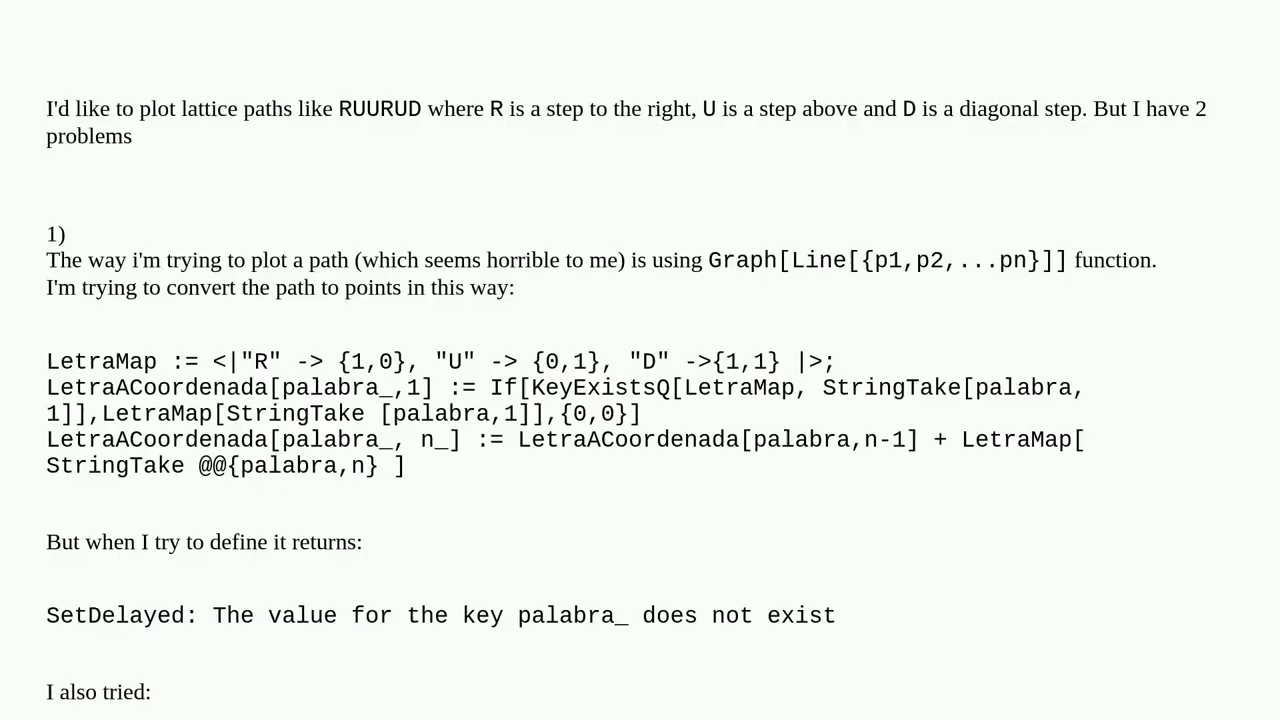 I'd like to plot lattice paths like RUURUD where R is a step to the right, U is a step above and D is a diagonal step. But I have 2
problems
1)
The way i'm trying to plot a path (which seems horrible to me) is using Graph[Line[{p1,p2,...pn}]] function.
I'm trying to convert the path to points in this way:
LetraMap := <|"R" -> {1,0}, "U" -> {0,1}, "D" ->{1,1} |>;
LetraACoordenada[palabra_,1] := If[KeyExistsQ[LetraMap, StringTake[palabra,
1]],LetraMap[StringTake [palabra,1]],{0,0}]
LetraACoordenada[palabra_, n_] := LetraACoordenada[palabra,n-1] + LetraMap[
StringTake @@{palabra,n} ]
But when I try to define it returns:
SetDelayed: The value for the key palabra_ does not exist
I also tried: